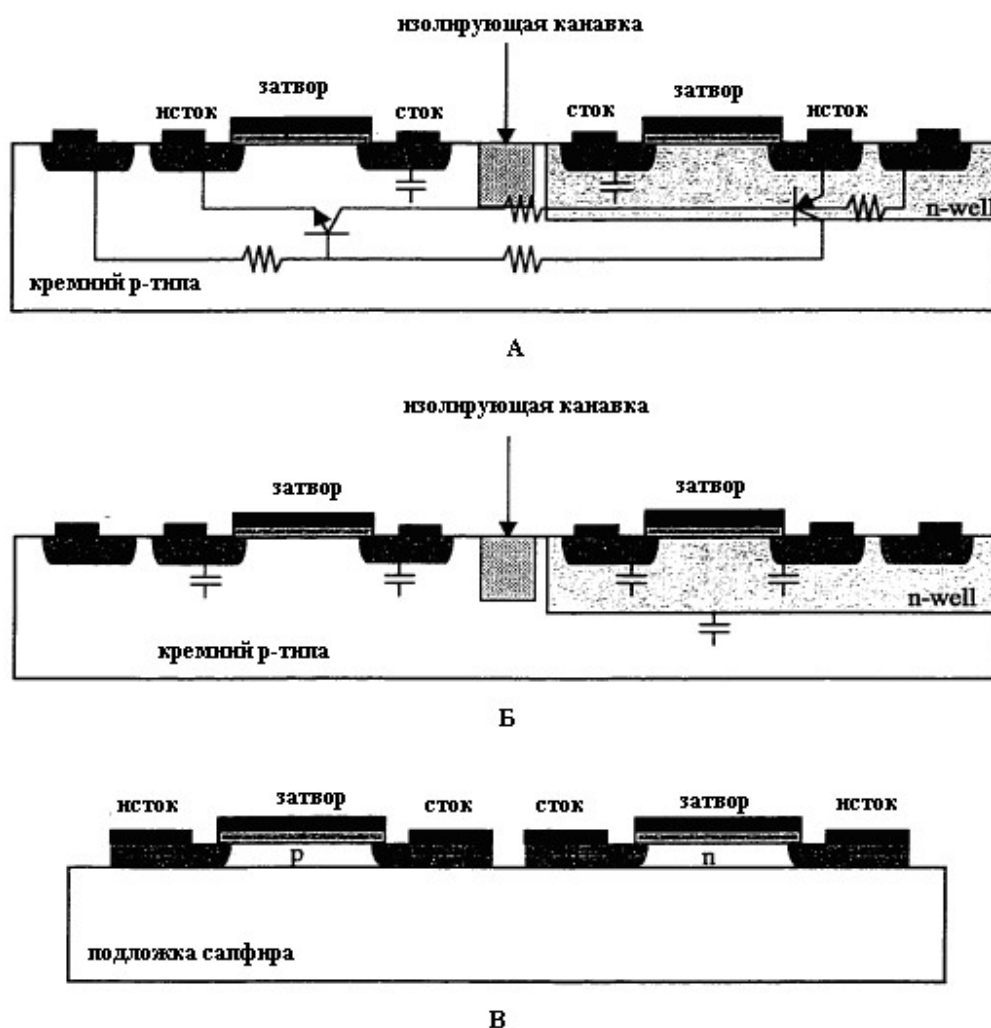 изолирующая канавка
затвор
затвор
исток
сток
сток
исток
n-well
кремний р-типа
А
изолирующая канавка
затвор
затвор
n-well
кремний р-типа
Б
исток
затвор
сток
сток
затвор
исток
p
n
подложка сапфира
В